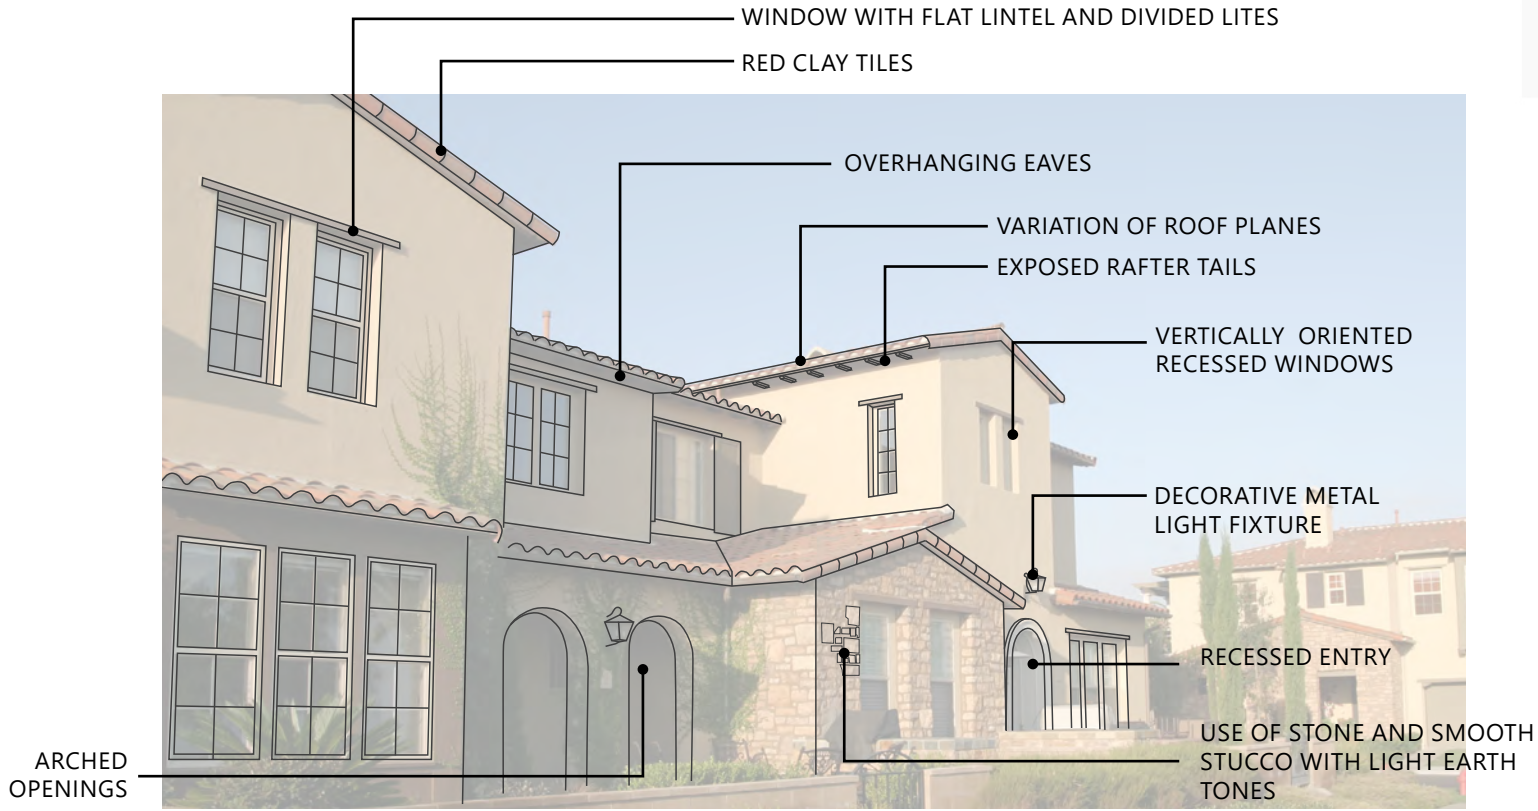 WINDOW WITH FLAT LINTEL AND DIVIDED LITES
RED CLAY TILES
OVERHANGING EAVES
VARIATION OF ROOF PLANES
EXPOSED RAFTER TAILS
VERTICALLY ORIENTED
RECESSED WINDOWS
DECORATIVE METAL
LIGHT FIXTURE
RECESSED ENTRY
USE OF STONE AND SMOOTH
STUCCO WITH LIGHT EARTH
TONES
ARCHED
OPENINGS